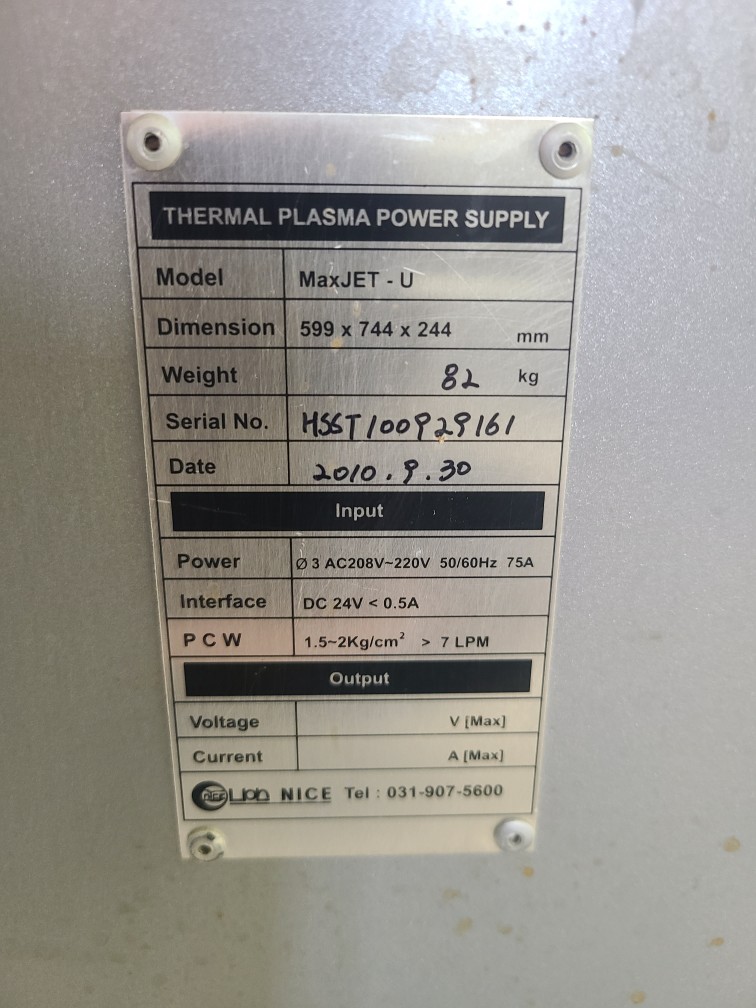 THERMAL PLASMA POWER SUPPLY
Model MaxJET - U
Dimension 599 x 744 x 244 mm
Weight 82 kg
Serial No. HSST100929161
Date 2010.9.30
Input
Power Ø 3 AC208V~220V 50/60Hz 75A
Interface DC 24V < 0.5A
P C W 1.5~2Kg/cm² > 7 LPM
Output
Voltage V [Max]
Current A [Max]
NICE Tel : 031-907-5600